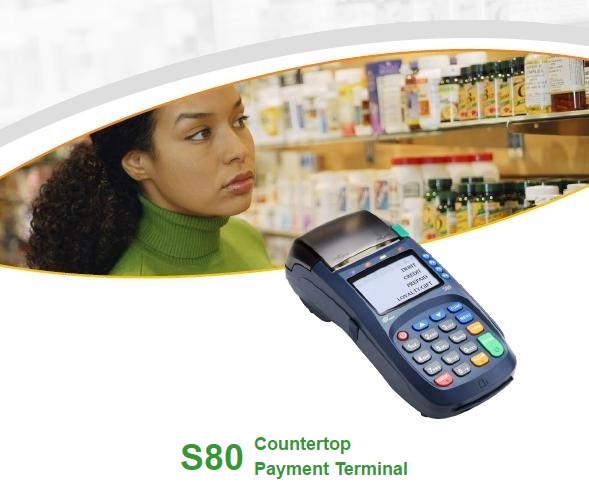 DEBIT
CREDIT
PREPAID
LOYALTY/GIFT
S80
Countertop
Payment Terminal